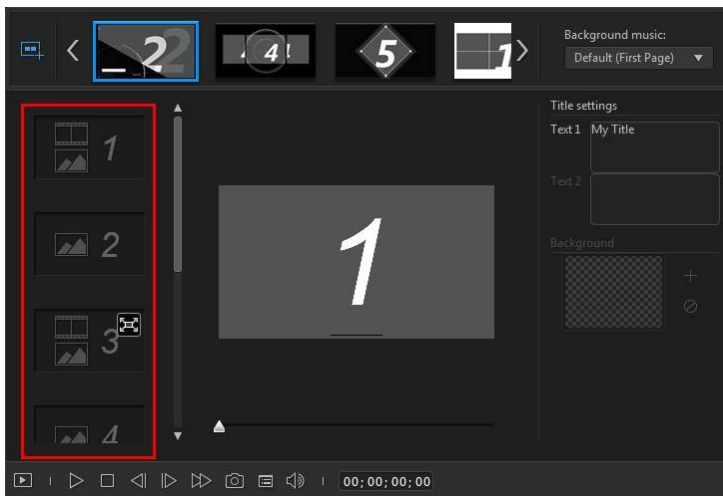 2 2
4
5
1
Background music:
Default (First Page)
1
2
3
4
1
Title settings
Text 1 My Title
Text 2
Background
00;00;00;00